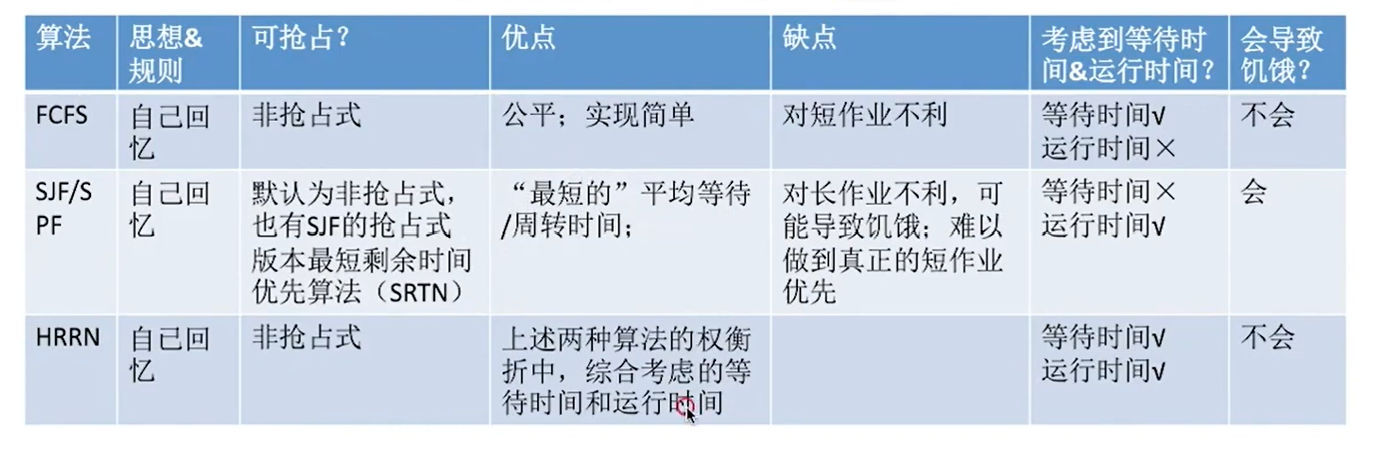 算法
思想&
规则
可抢占？
优点
缺点
考虑到等待时
间&运行时间？
会导致
饥饿？
FCFS
自己回
忆
非抢占式
公平；实现简单
对短作业不利
等待时间√
运行时间×
不会
SJF/S
PF
自己回
忆
默认为非抢占式，
也有SJF的抢占式
版本最短剩余时间
优先算法（SRTN）
“最短的”平均等待
/周转时间；
对长作业不利，可
能导致饥饿；难以
做到真正的短作业
优先
等待时间×
运行时间√
会
HRRN
自己回
忆
非抢占式
上述两种算法的权衡
折中，综合考虑的等
待时间和运行时间
等待时间√
运行时间√
不会